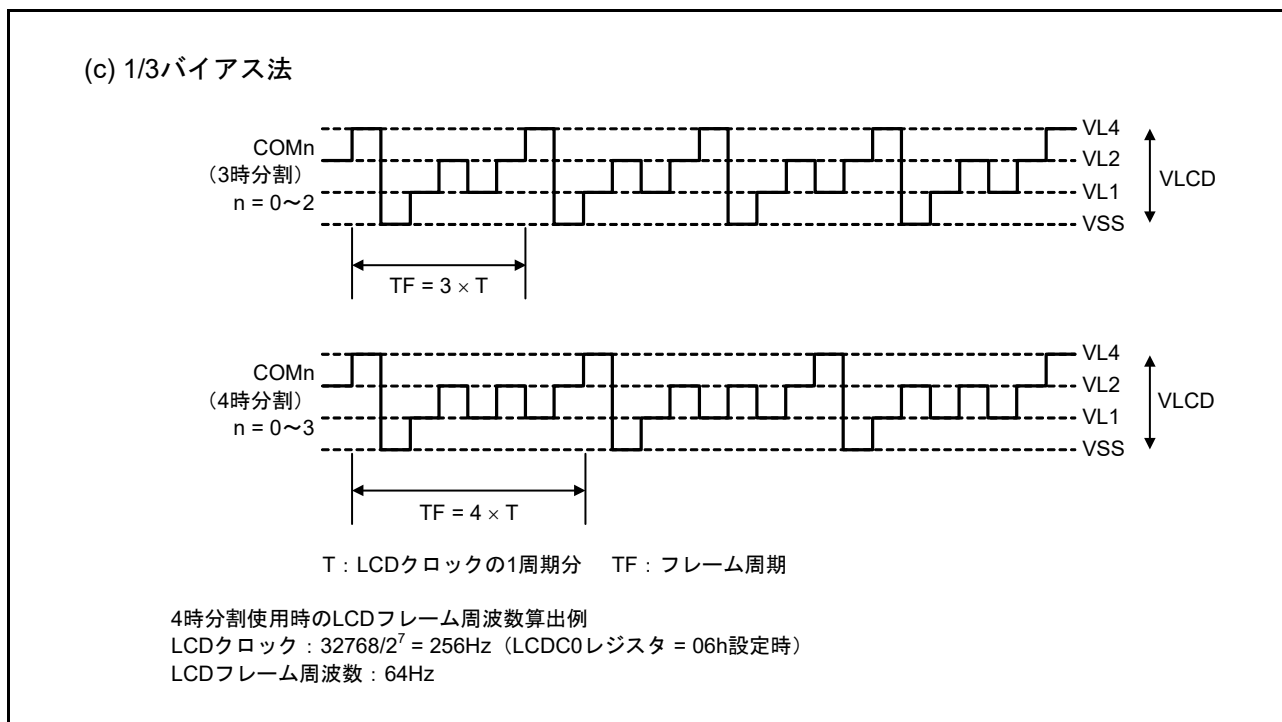 (c) 1/3バイアス法
COMn
（3時分割）
n = 0～2
VL4
VL2
VL1
VSS
VLCD
TF = 3 × T
COMn
（4時分割）
n = 0～3
VL4
VL2
VL1
VSS
VLCD
TF = 4 × T
T：LCDクロックの1周期分 TF：フレーム周期
4時分割使用時のLCDフレーム周波数算出例
LCDクロック：32768/2⁷ = 256Hz（LCDC0レジスタ = 06h設定時）
LCDフレーム周波数：64Hz